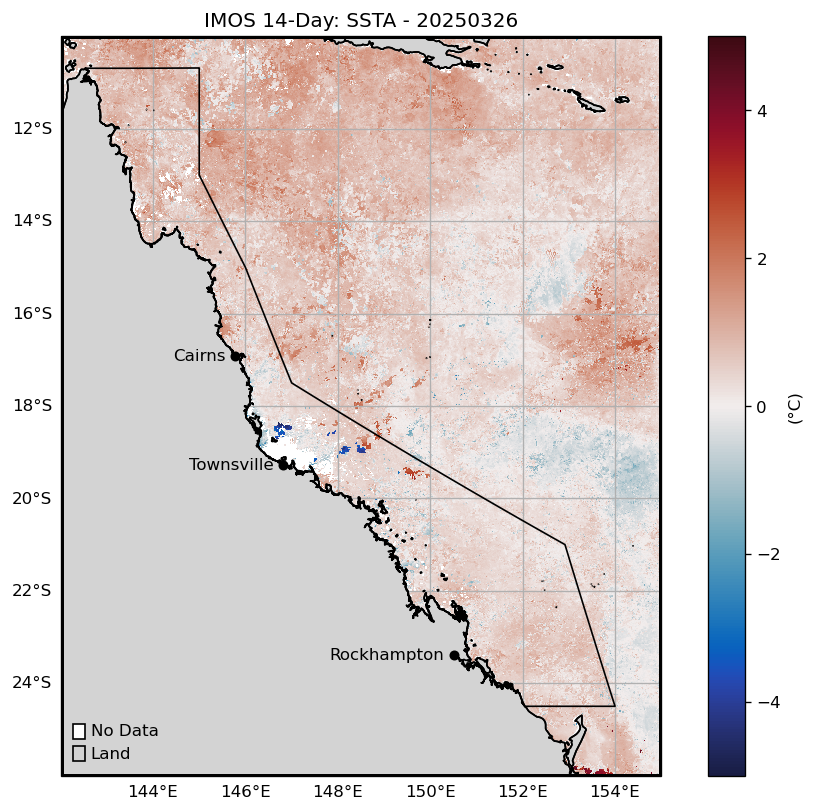 IMOS 14-Day: SSTA - 20250326
12°S
14°S
16°S
18°S
20°S
22°S
24°S
Cairns
Townsville
Rockhampton
No Data
Land
144°E 146°E 148°E 150°E 152°E 154°E
4
2
0
−2
−4
(°C)